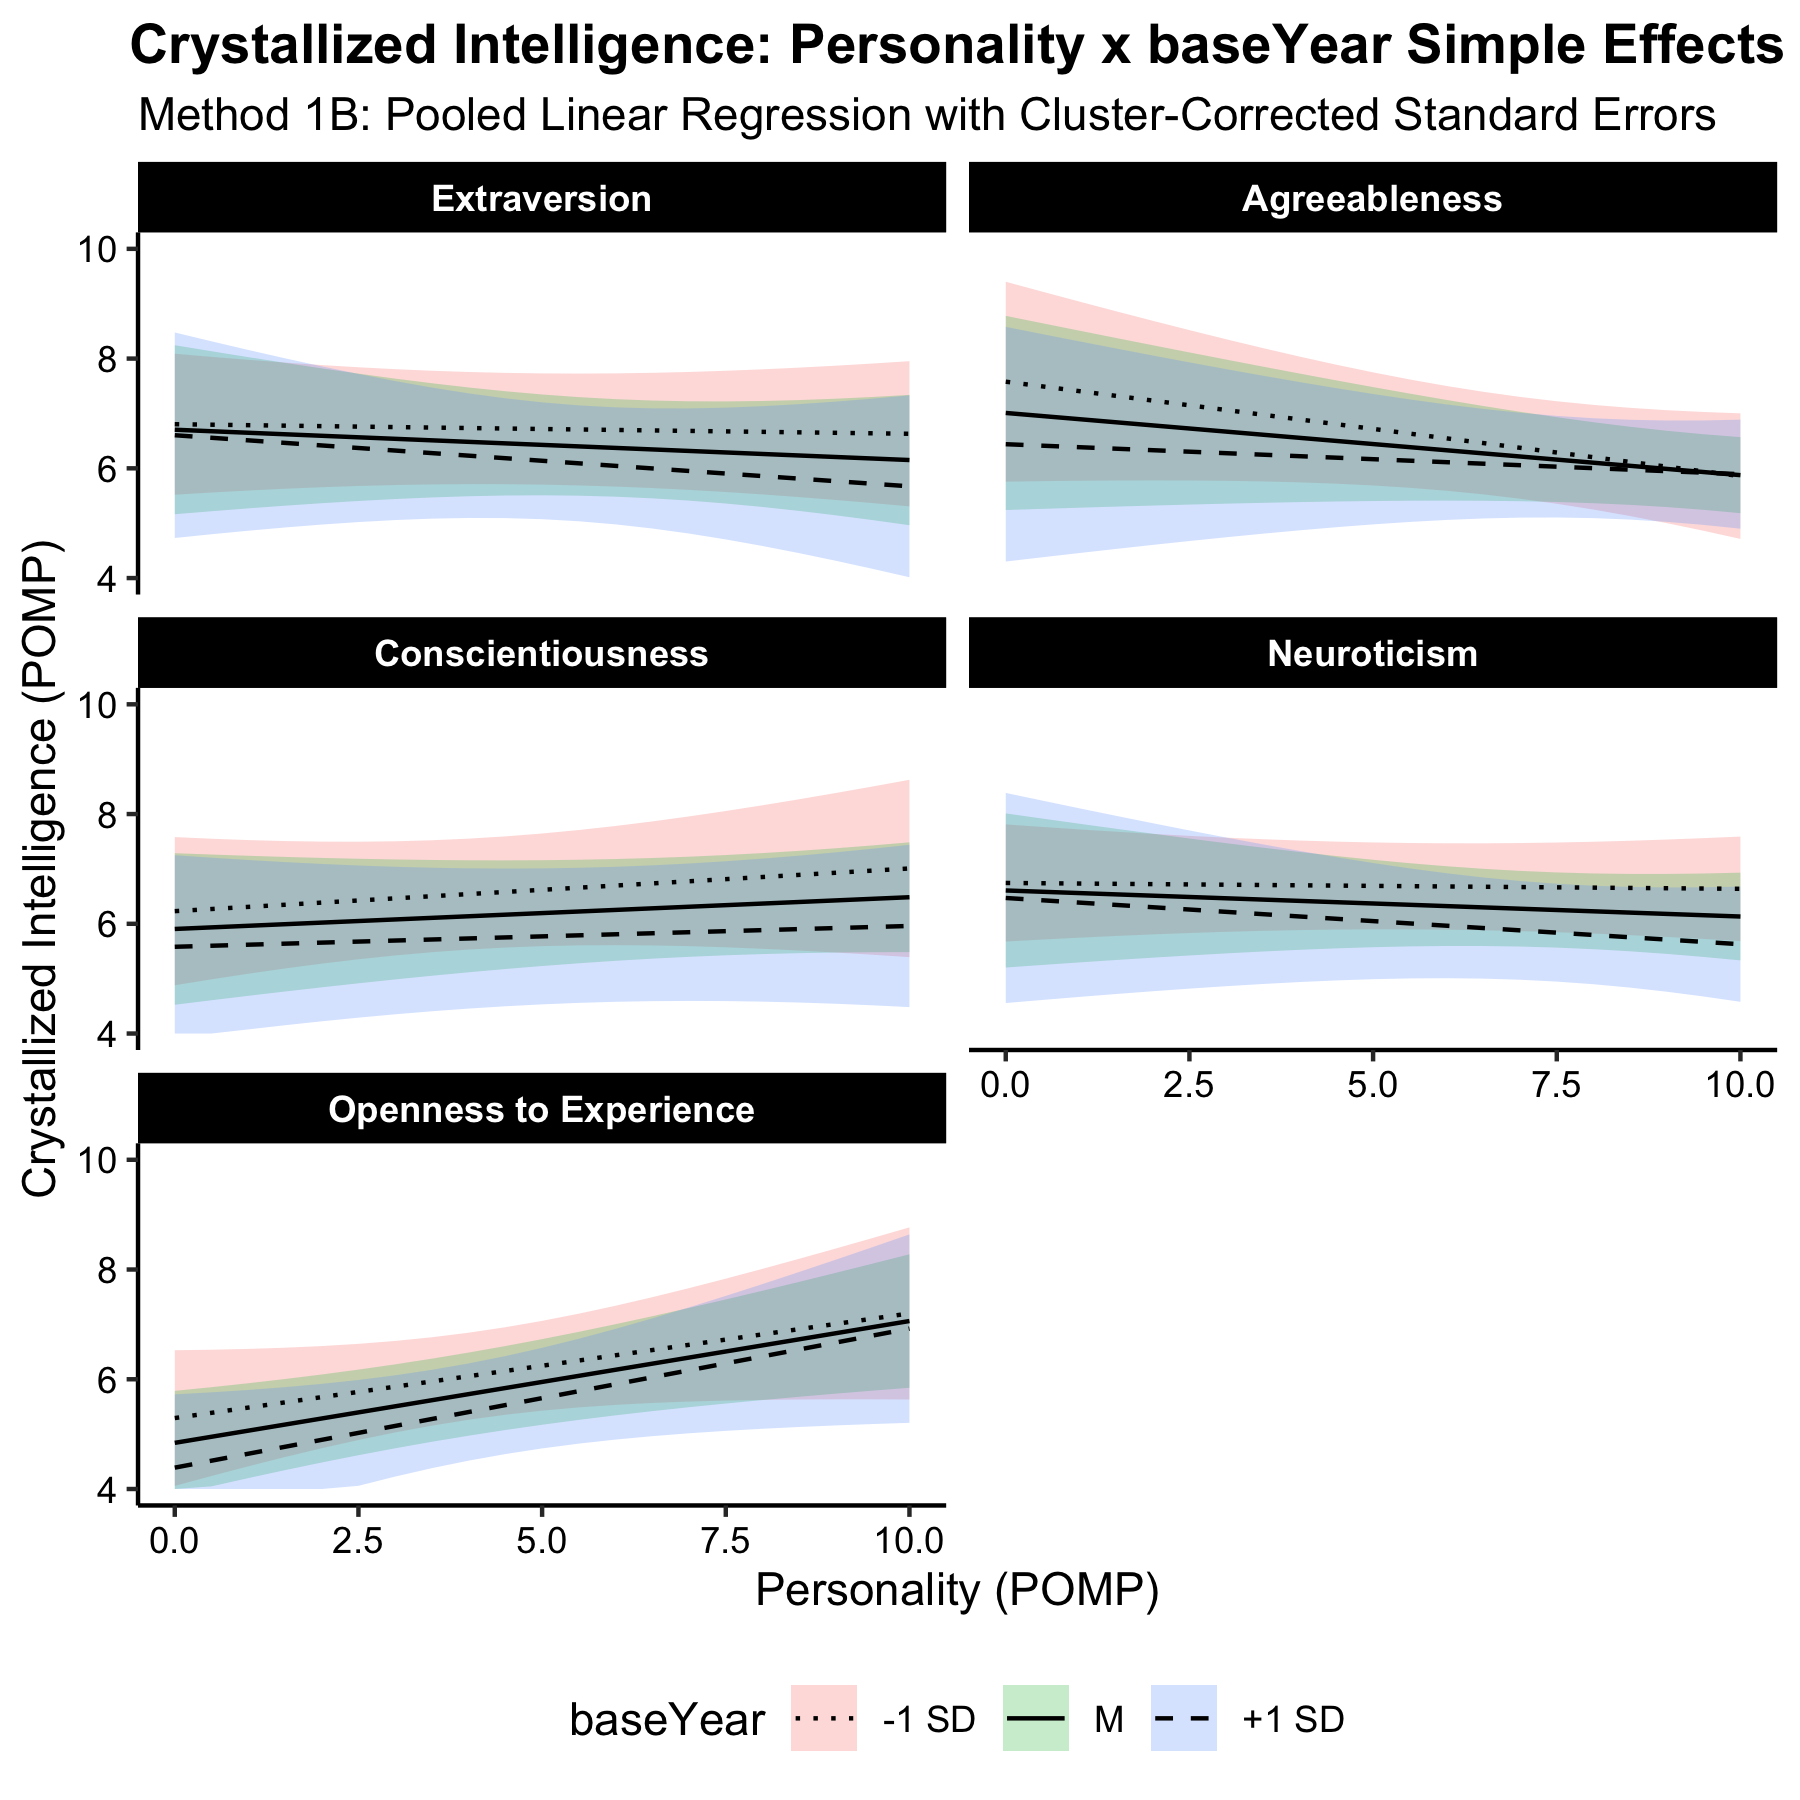 Crystallized Intelligence: Personality x baseYear Simple Effects
Method 1B: Pooled Linear Regression with Cluster-Corrected Standard Errors
Extraversion
Agreeableness
10
8
6
4
Conscientiousness
Neuroticism
10
8
6
4
0.0 2.5 5.0 7.5 10.0
Openness to Experience
10
8
6
4
0.0 2.5 5.0 7.5 10.0
Crystallized Intelligence (POMP)
Personality (POMP)
baseYear -1 SD M +1 SD